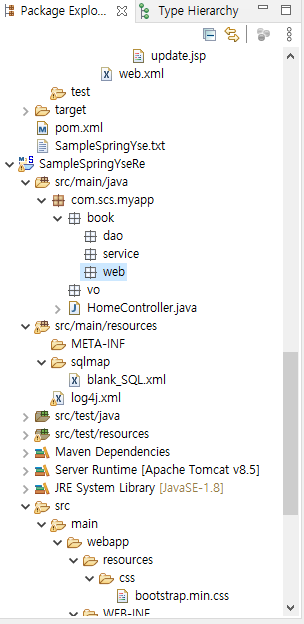 Package Explo...
Type Hierarchy
update.jsp
web.xml
test
target
pom.xml
SampleSpringYse.txt
SampleSpringYseRe
src/main/java
com.scs.myapp
book
dao
service
web
vo
HomeController.java
src/main/resources
META-INF
sqlmap
blank_SQL.xml
log4j.xml
src/test/java
src/test/resources
Maven Dependencies
Server Runtime [Apache Tomcat v8.5]
JRE System Library [JavaSE-1.8]
src
main
webapp
resources
css
bootstrap.min.css
WEB-INF